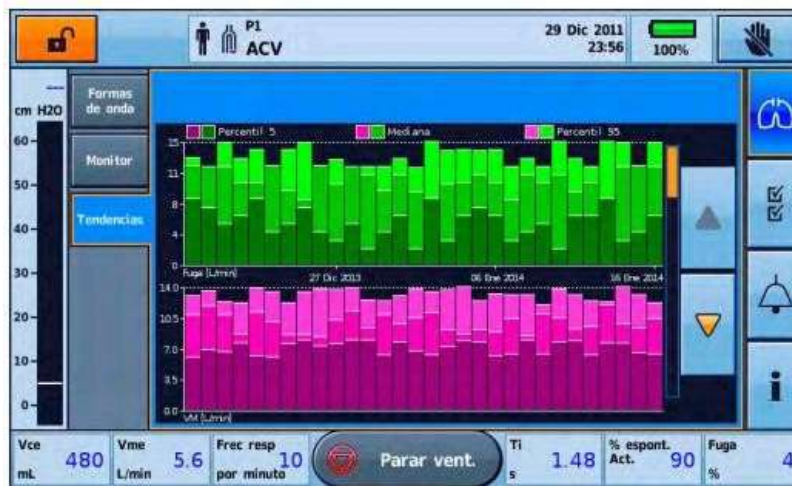 P1
ACV
29 Dic 2011
23:56
100%
---
cm H2O
60
50
40
30
20
10
0
Formas
de onda
Monitor
Tendencias
Percentil 5
Mediana
Percentil 95
15
11
8
4
0
Fuga [L/min]
27 Dic 2013
06 Ene 2014
16 Ene 2014
14.0
10.5
7.0
3.5
0.0
VM [L/min]
Vce
480
mL
Vme
5.6
L/min
Frec resp
10
por minuto
Parar vent.
Ti
1.48
s
% espont.
Act.
90
Fuga
4
%